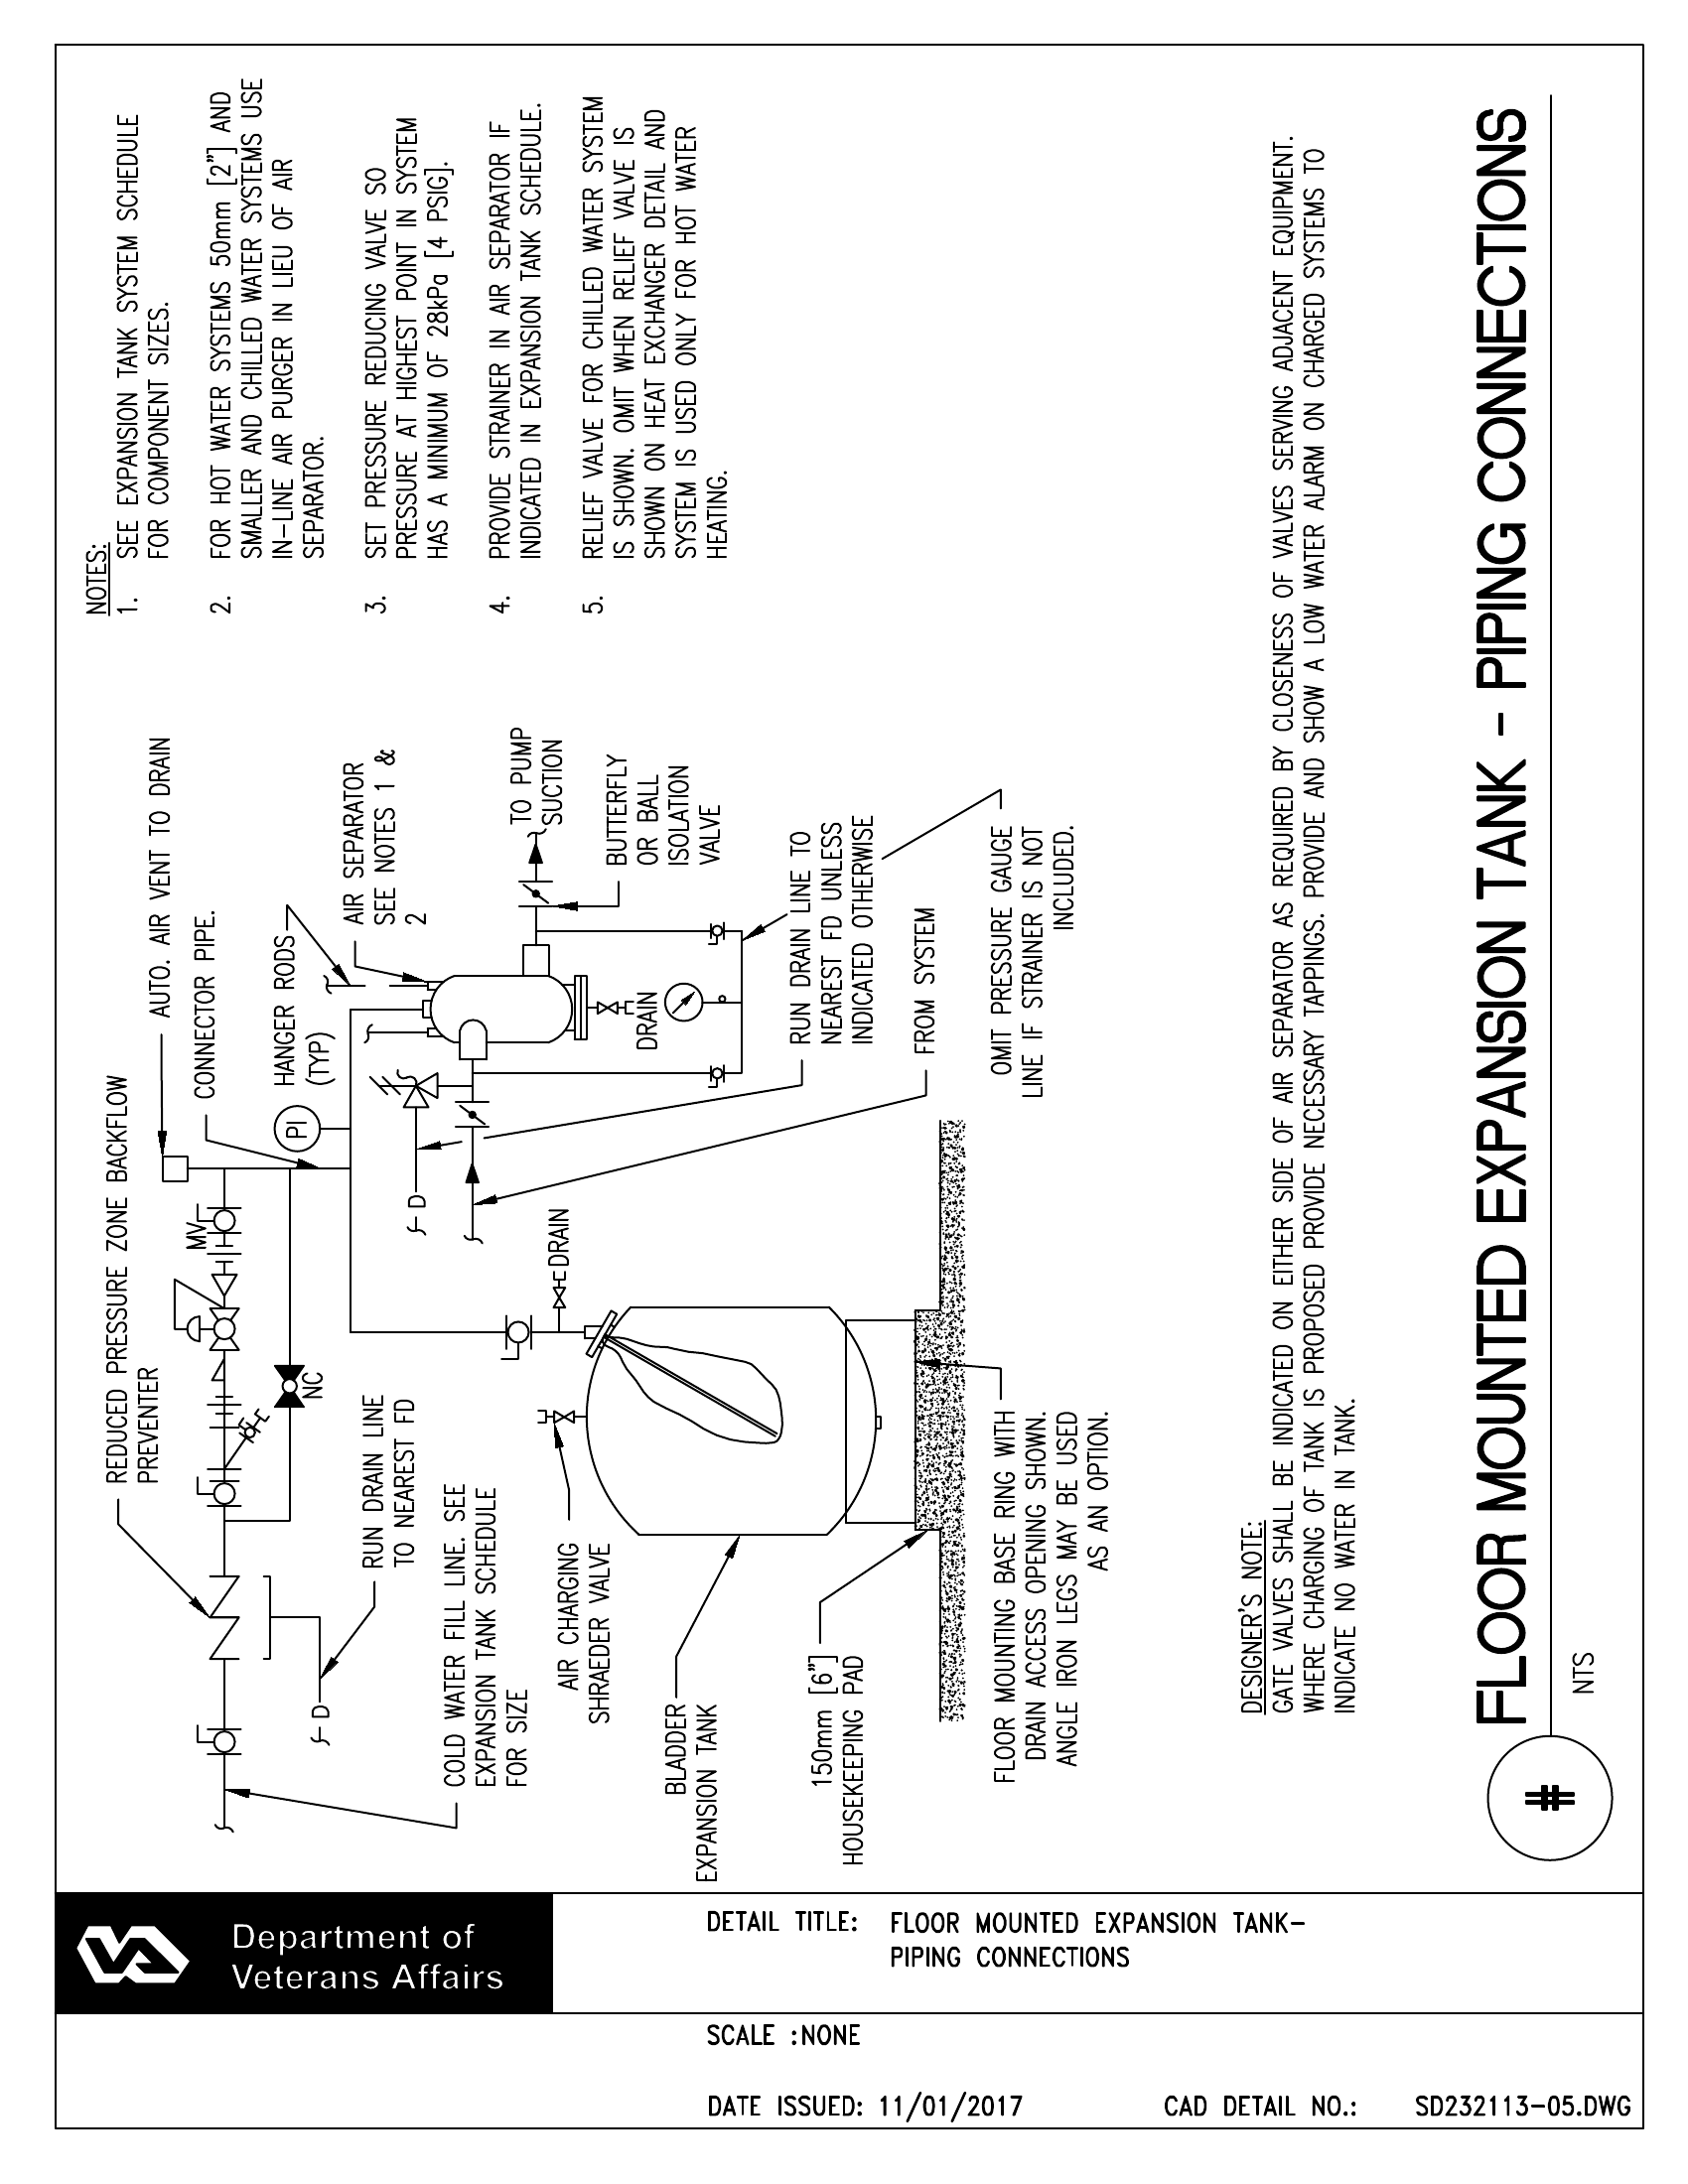 NOTES:
1. SEE EXPANSION TANK SYSTEM SCHEDULE
FOR COMPONENT SIZES.
2. FOR HOT WATER SYSTEMS 50mm [2"] AND
SMALLER AND CHILLED WATER SYSTEMS USE
IN-LINE AIR PURGER IN LIEU OF AIR
SEPARATOR.
3. SET PRESSURE REDUCING VALVE SO
PRESSURE AT HIGHEST POINT IN SYSTEM
HAS A MINIMUM OF 28kPa [4 PSIG].
4. PROVIDE STRAINER IN AIR SEPARATOR IF
INDICATED IN EXPANSION TANK SCHEDULE.
5. RELIEF VALVE FOR CHILLED WATER SYSTEM
IS SHOWN. OMIT WHEN RELIEF VALVE IS
SHOWN ON HEAT EXCHANGER DETAIL AND
SYSTEM IS USED ONLY FOR HOT WATER
HEATING.
REDUCED PRESSURE ZONE BACKFLOW
PREVENTER
AUTO. AIR VENT TO DRAIN
CONNECTOR PIPE.
HANGER RODS
(TYP)
AIR SEPARATOR
SEE NOTES 1 &
2
MV
PI
NC
D
RUN DRAIN LINE
TO NEAREST FD
COLD WATER FILL LINE. SEE
EXPANSION TANK SCHEDULE
FOR SIZE
D
TO PUMP
SUCTION
BUTTERFLY
OR BALL
ISOLATION
VALVE
DRAIN
DRAIN
RUN DRAIN LINE TO
NEAREST FD UNLESS
INDICATED OTHERWISE
FROM SYSTEM
OMIT PRESSURE GAUGE
LINE IF STRAINER IS NOT
INCLUDED.
AIR CHARGING
SHRAEDER VALVE
BLADDER
EXPANSION TANK
150mm [6"]
HOUSEKEEPING PAD
FLOOR MOUNTING BASE RING WITH
DRAIN ACCESS OPENING SHOWN.
ANGLE IRON LEGS MAY BE USED
AS AN OPTION.
DESIGNER'S NOTE:
GATE VALVES SHALL BE INDICATED ON EITHER SIDE OF AIR SEPARATOR AS REQUIRED BY CLOSENESS OF VALVES SERVING ADJACENT EQUIPMENT.
WHERE CHARGING OF TANK IS PROPOSED PROVIDE NECESSARY TAPPINGS. PROVIDE AND SHOW A LOW WATER ALARM ON CHARGED SYSTEMS TO
INDICATE NO WATER IN TANK.
# FLOOR MOUNTED EXPANSION TANK - PIPING CONNECTIONS
NTS
Department of
Veterans Affairs
DETAIL TITLE: FLOOR MOUNTED EXPANSION TANK-
PIPING CONNECTIONS
SCALE :NONE
DATE ISSUED: 11/01/2017 CAD DETAIL NO.: SD232113-05.DWG